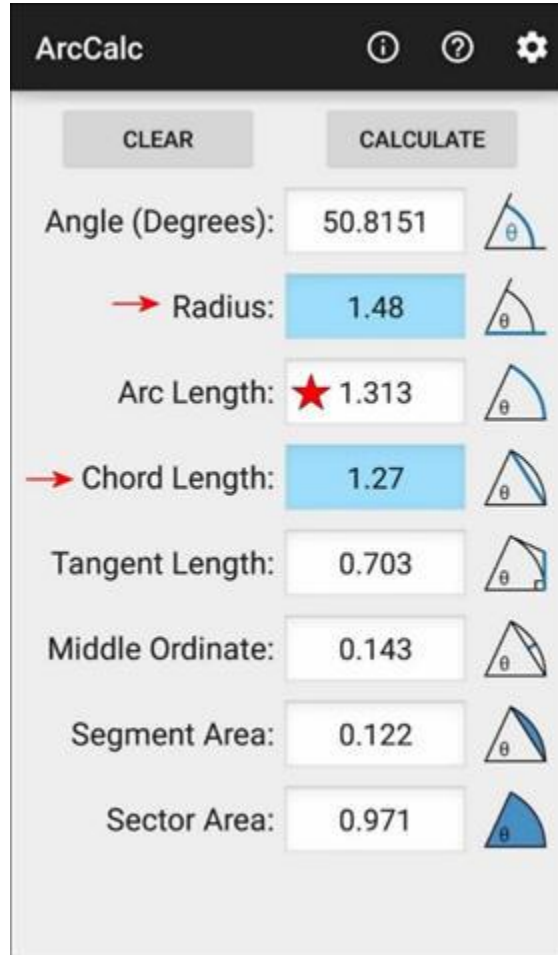 ArcCalc
CLEAR CALCULATE
Angle (Degrees): 50.8151 θ
Radius: 1.48 θ
Arc Length: 1.313 θ
Chord Length: 1.27 θ
Tangent Length: 0.703 θ
Middle Ordinate: 0.143 θ
Segment Area: 0.122 θ
Sector Area: 0.971 θ